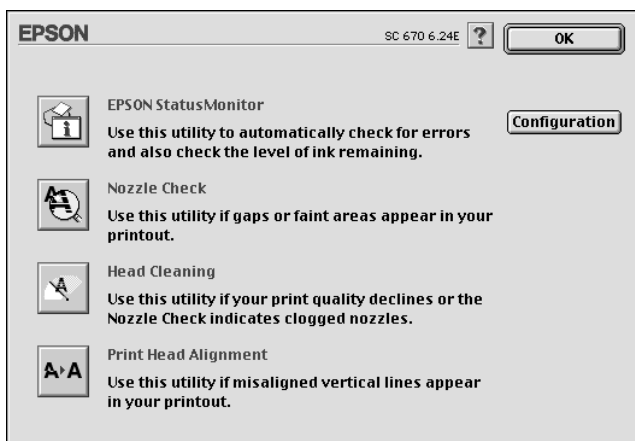 EPSON
SC 670 6.24E
?
OK
EPSON StatusMonitor
Use this utility to automatically check for errors
and also check the level of ink remaining.
Configuration
Nozzle Check
Use this utility if gaps or faint areas appear in your
printout.
Head Cleaning
Use this utility if your print quality declines or the
Nozzle Check indicates clogged nozzles.
Print Head Alignment
Use this utility if misaligned vertical lines appear
in your printout.